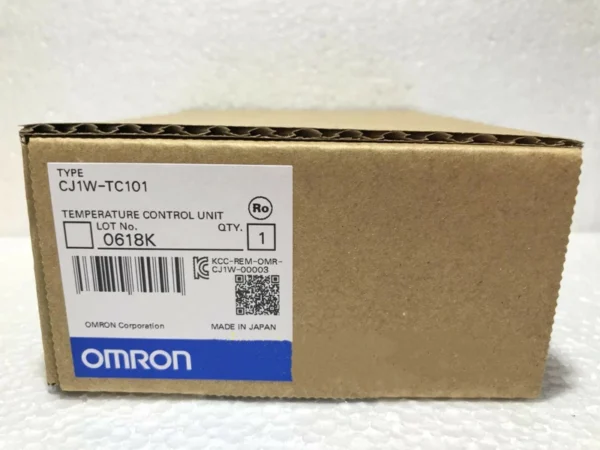 TYPE
CJ1W-TC101
TEMPERATURE CONTROL UNIT
Ro
LOT No. QTY.
0618K 1
KCC-REM-OMR-
CJ1W-00003
OMRON Corporation MADE IN JAPAN
OMRON